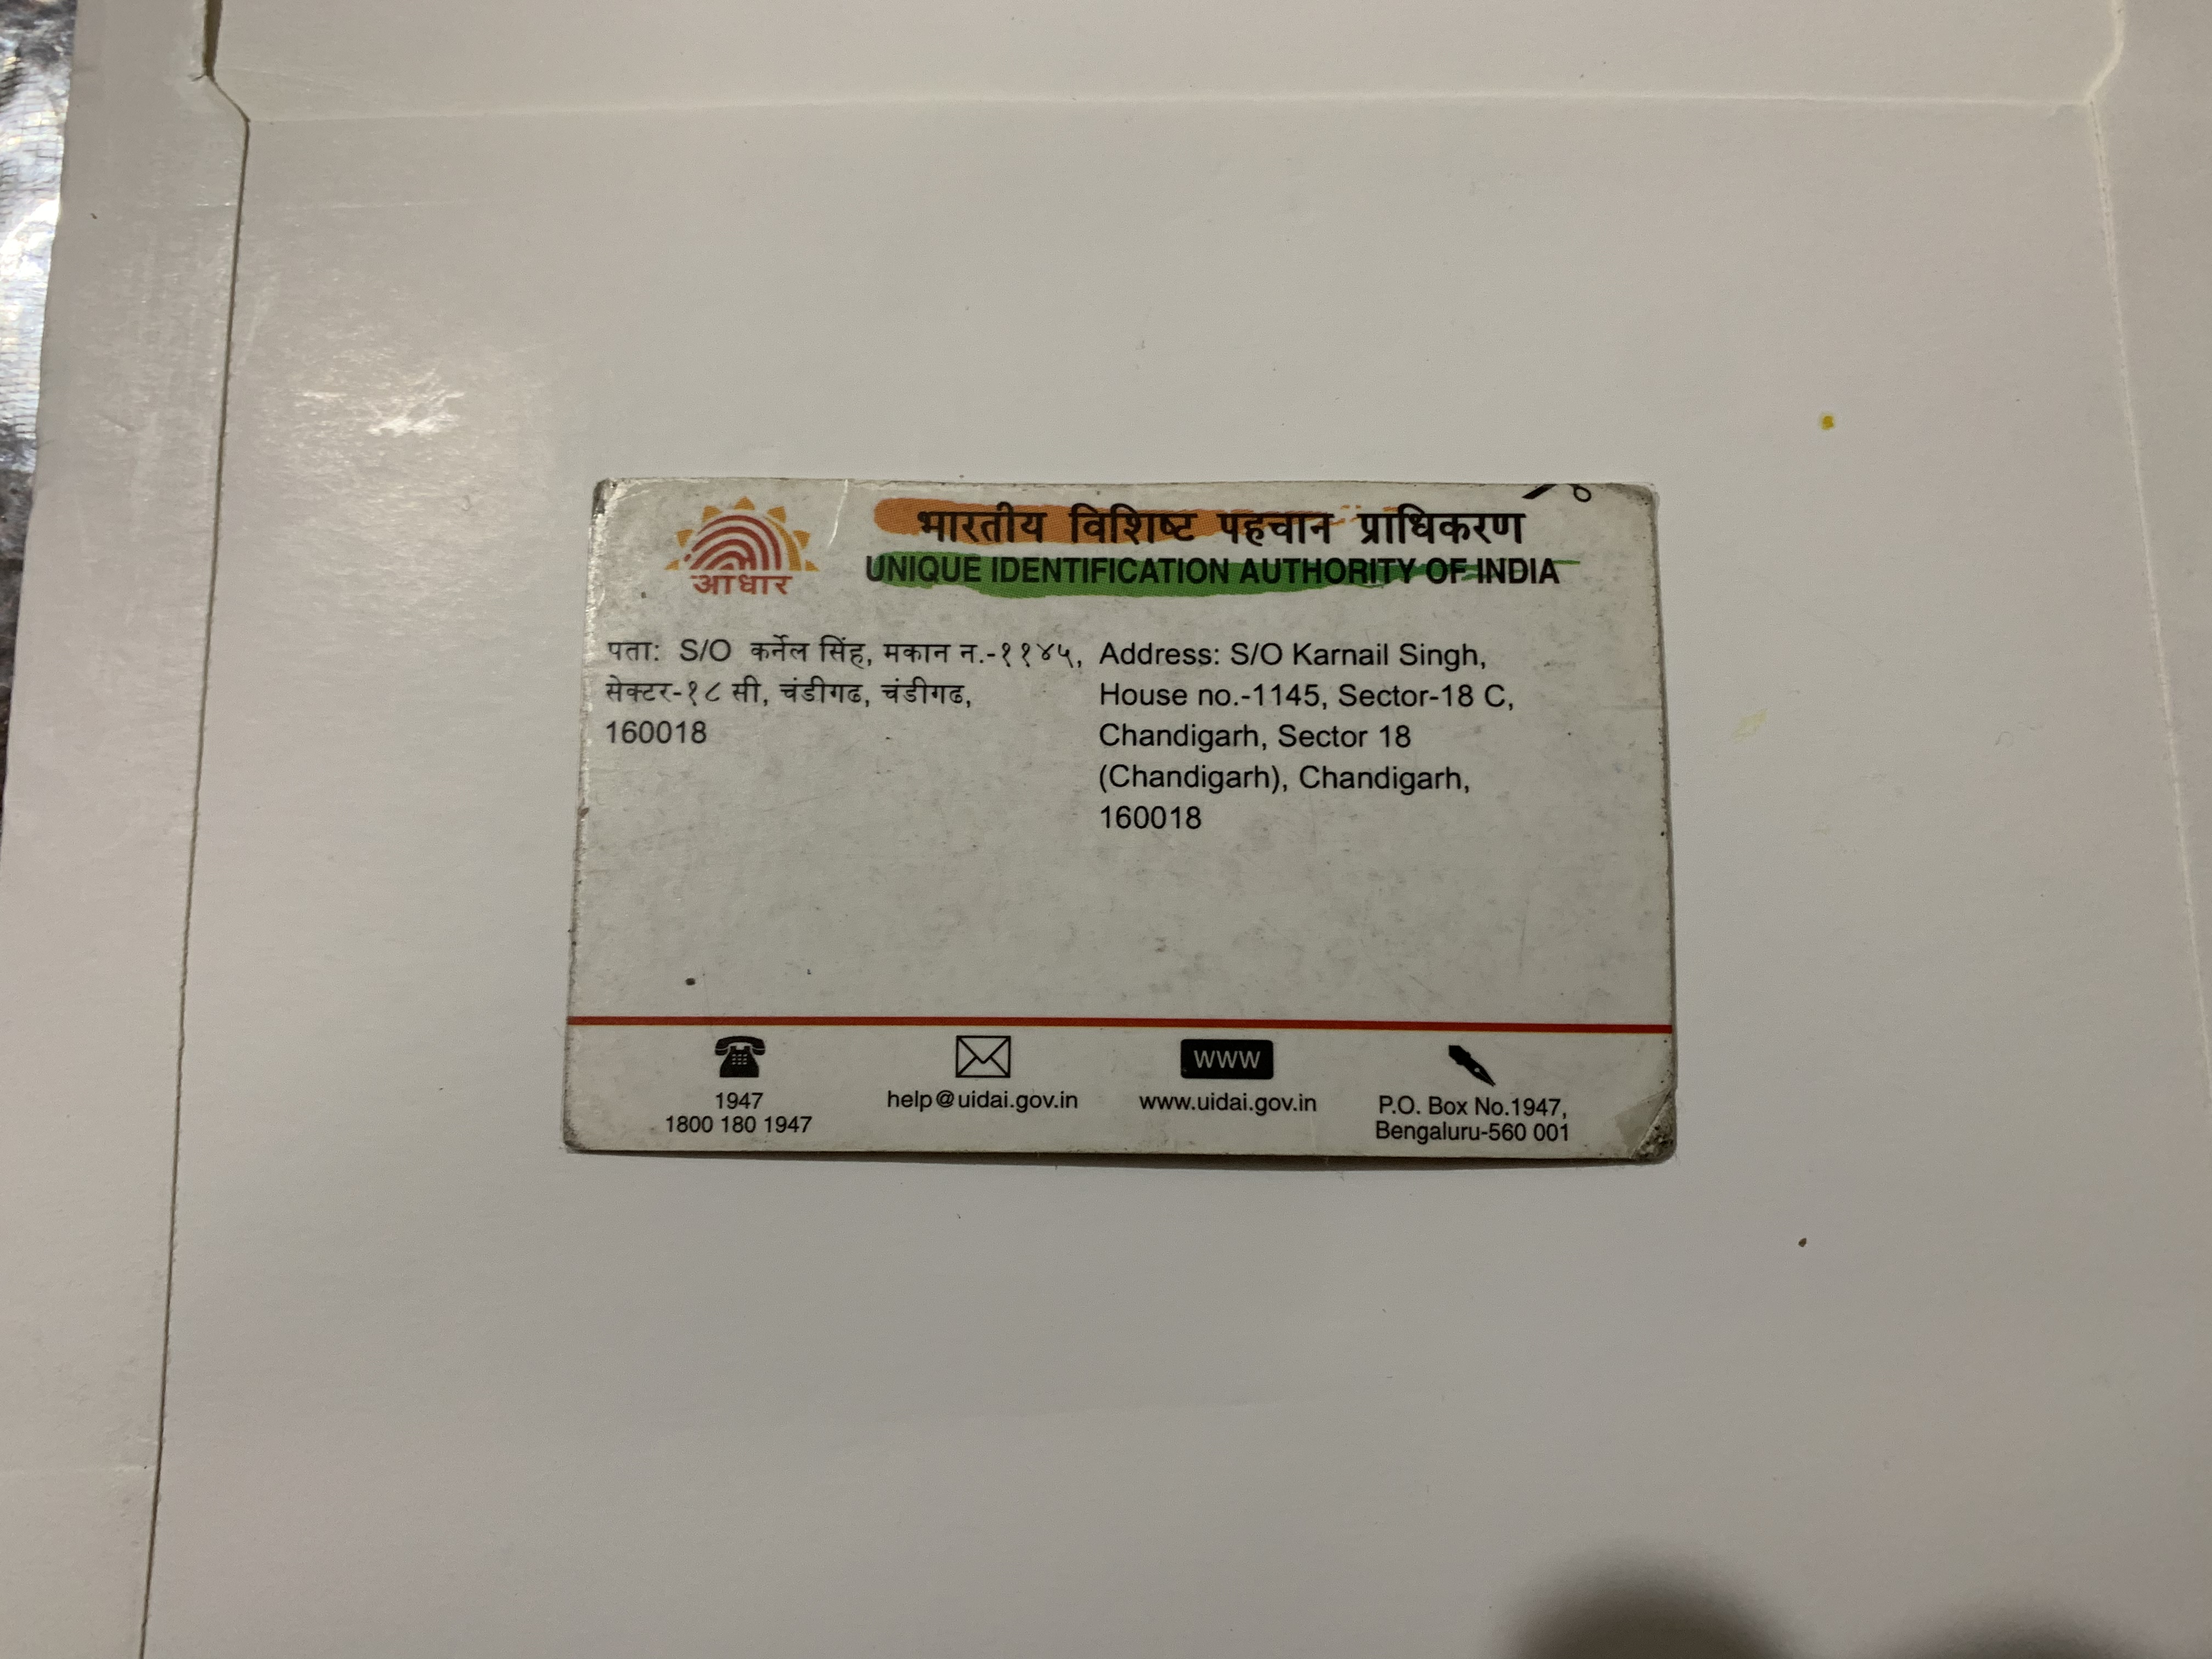 आधार
भारतीय विशिष्ट पहचान प्राधिकरण
UNIQUE IDENTIFICATION AUTHORITY OF INDIA
पता: S/O कर्नेल सिंह, मकान न.-११४५,
सेक्टर-१८ सी, चंडीगढ, चंडीगढ,
160018
Address: S/O Karnail Singh,
House no.-1145, Sector-18 C,
Chandigarh, Sector 18
(Chandigarh), Chandigarh,
160018
1947
1800 180 1947
help@uidai.gov.in
www
www.uidai.gov.in
P.O. Box No.1947,
Bengaluru-560 001